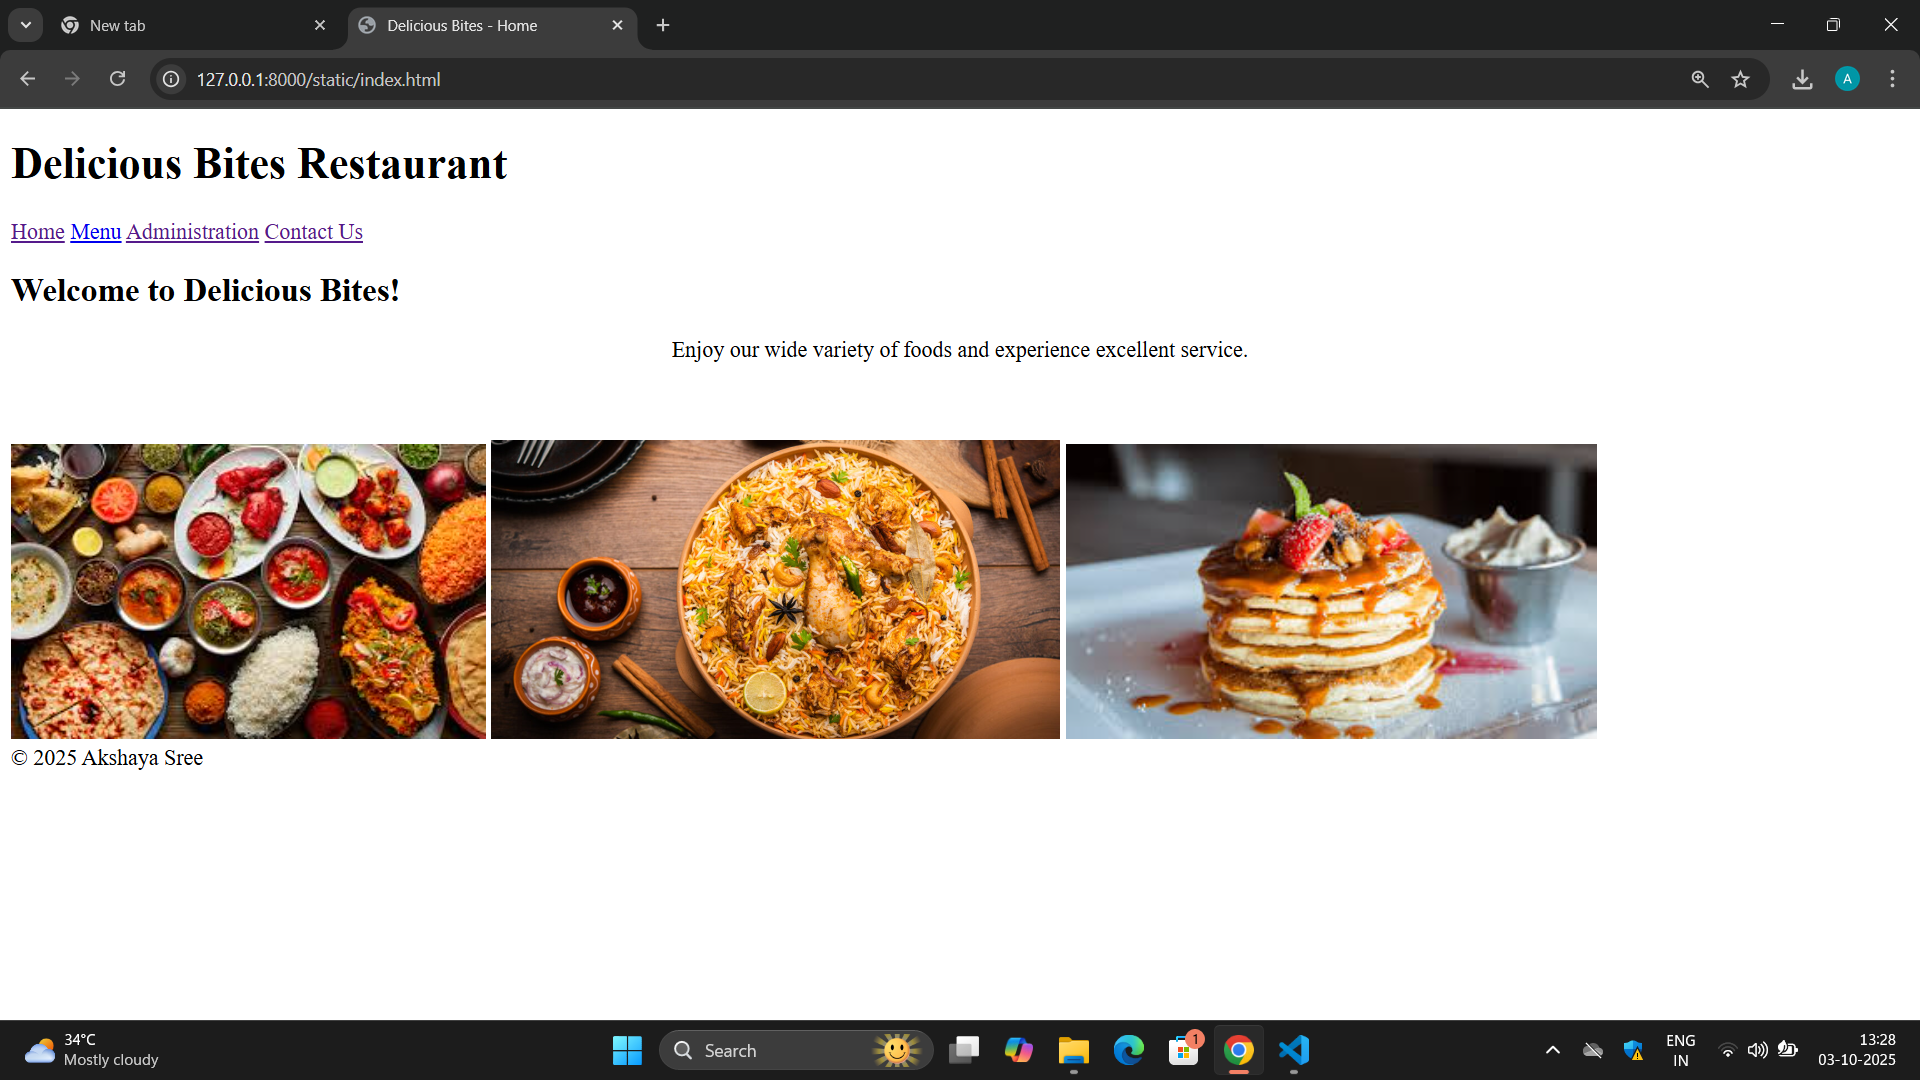 New tab
Delicious Bites - Home
127.0.0.1:8000/static/index.html
A
Delicious Bites Restaurant
Home Menu Administration Contact Us
Welcome to Delicious Bites!
Enjoy our wide variety of foods and experience excellent service.
© 2025 Akshaya Sree
34°C
Mostly cloudy
Search
1
ENG
IN
13:28
03-10-2025